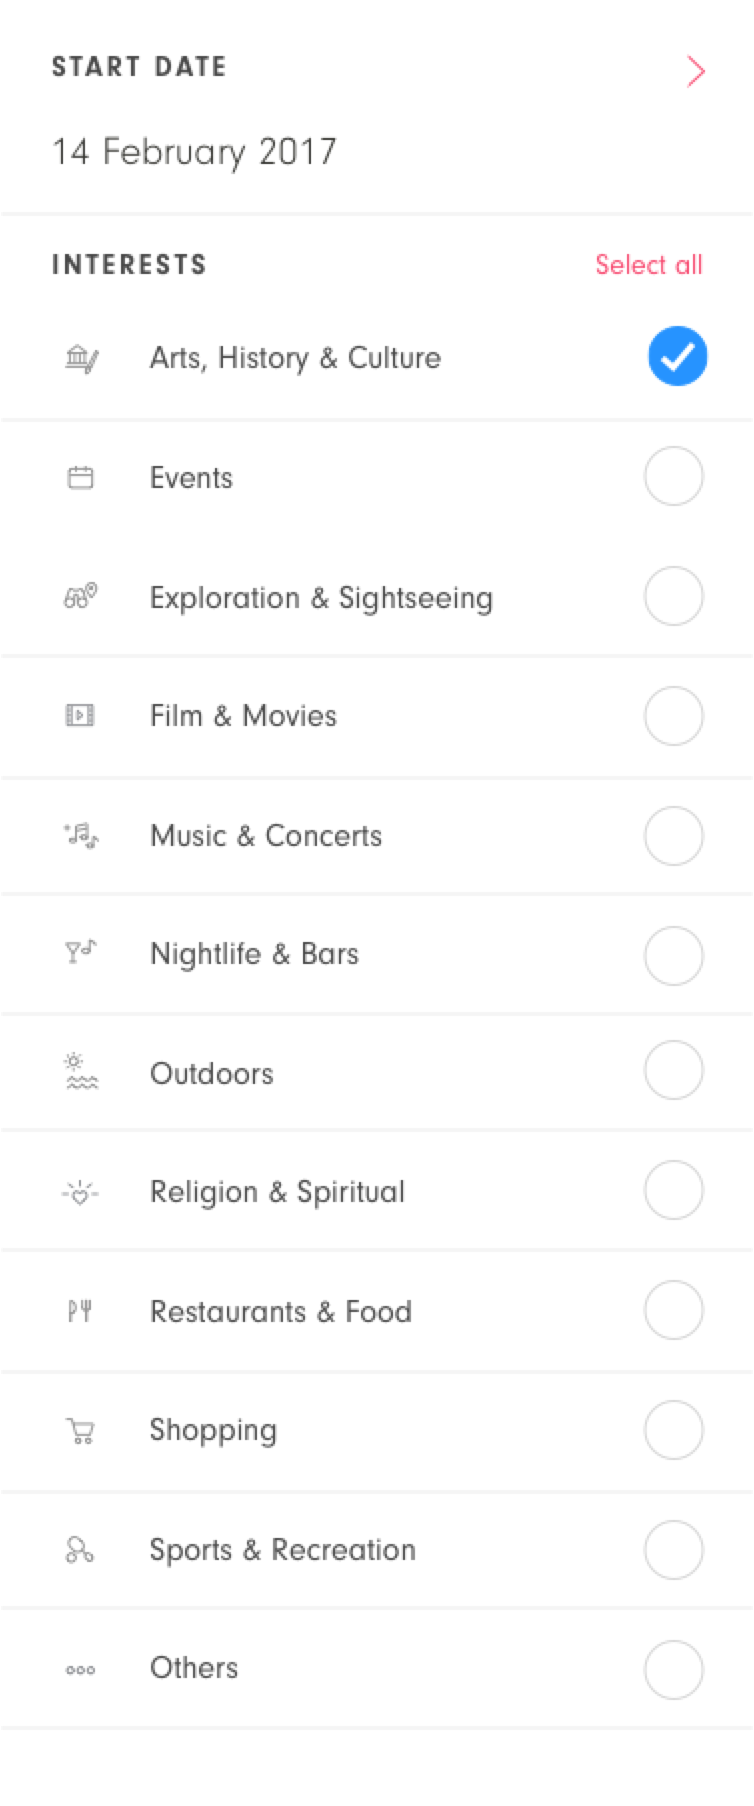 START DATE
14 February 2017
INTERESTS
Select all
Arts, History & Culture
Events
Exploration & Sightseeing
Film & Movies
Music & Concerts
Nightlife & Bars
Outdoors
Religion & Spiritual
Restaurants & Food
Shopping
Sports & Recreation
Others